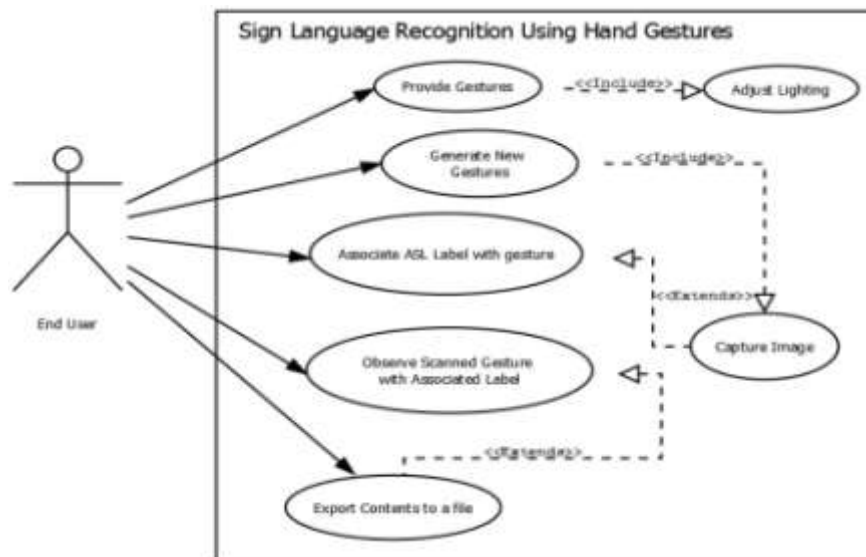 Sign Language Recognition Using Hand Gestures
Provide Gestures
<<Include>>
Adjust Lighting
Generate New
Gestures
<<Include>>
Associate ASL Label with gesture
<<Extends>>
End User
Capture Image
Observe Scanned Gesture
with Associated Label
<<Extends>>
Export Contents to a file